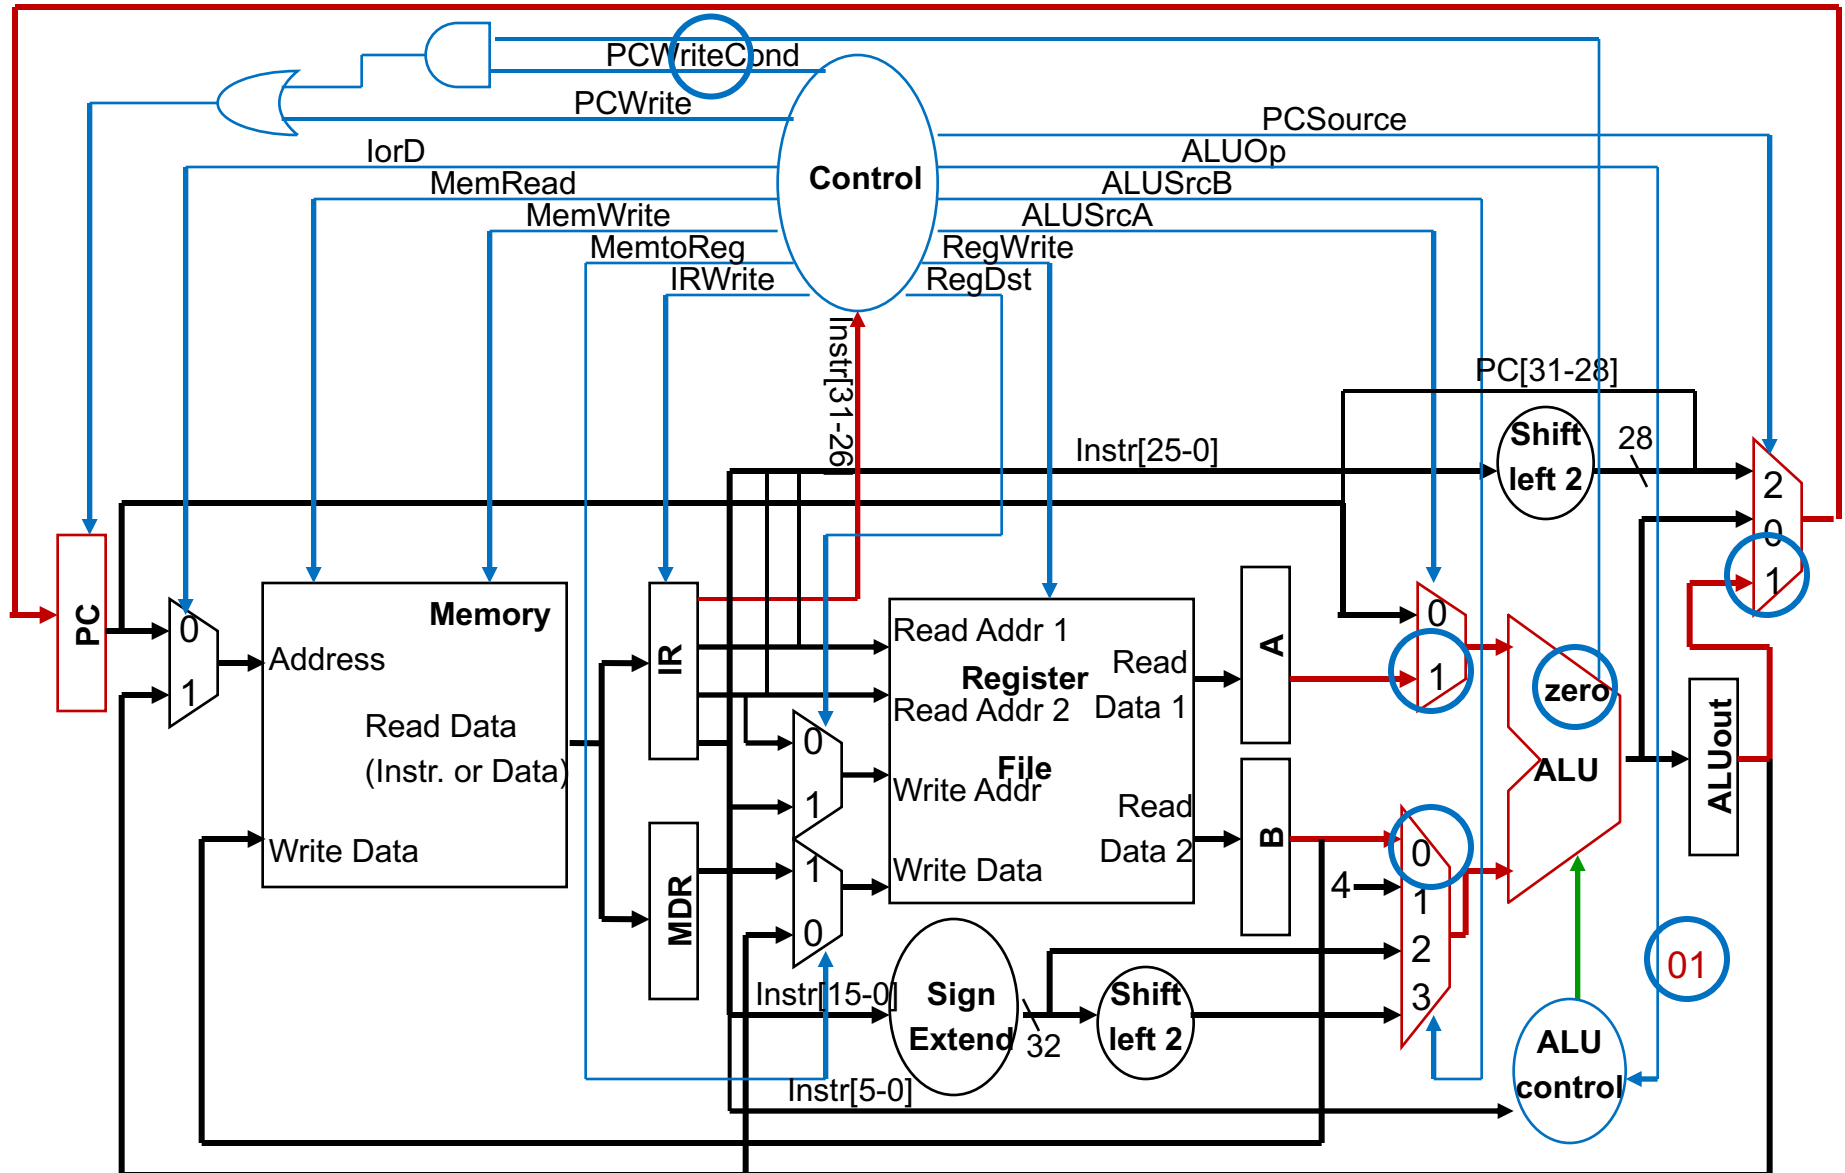 PCWriteCond
PCWrite
PCSource
IorD
ALUOp
Control
MemRead
ALUSrcB
MemWrite
ALUSrcA
MemtoReg
RegWrite
IRWrite
RegDst
Instr[31-26]
PC[31-28]
Instr[25-0]
Shift
left 2
28
2
0
1
PC
0
1
Memory
Address
Read Data
(Instr. or Data)
Write Data
IR
MDR
0
1
1
0
Read Addr 1
Register
Read Addr 2
File
Write Addr
Write Data
Read
Data 1
Read
Data 2
A
B
0
1
4
0
1
2
3
zero
ALU
ALUout
01
Instr[15-0]
Sign
Extend
32
Shift
left 2
Instr[5-0]
ALU
control